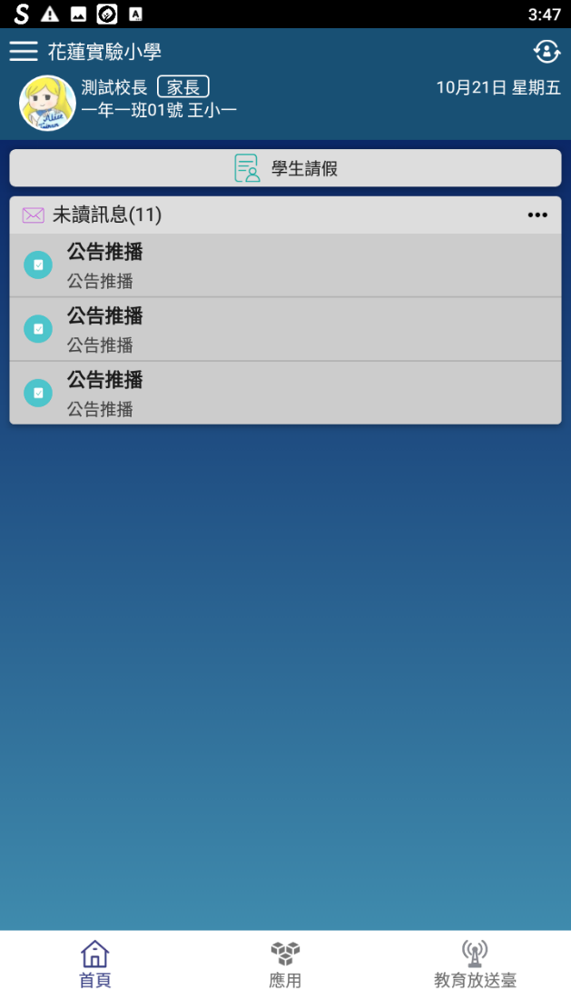 3:47
花蓮實驗小學
測試校長 家長
10月21日 星期五
一年一班01號 王小一
學生請假
未讀訊息(11)
公告推播
公告推播
公告推播
公告推播
公告推播
公告推播
首頁
應用
教育放送臺